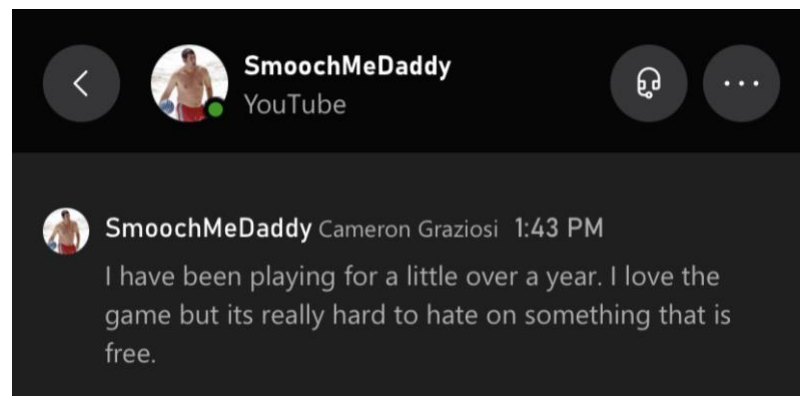 SmoochMeDaddy
YouTube
SmoochMeDaddy Cameron Graziosi 1:43 PM
I have been playing for a little over a year. I love the
game but its really hard to hate on something that is
free.